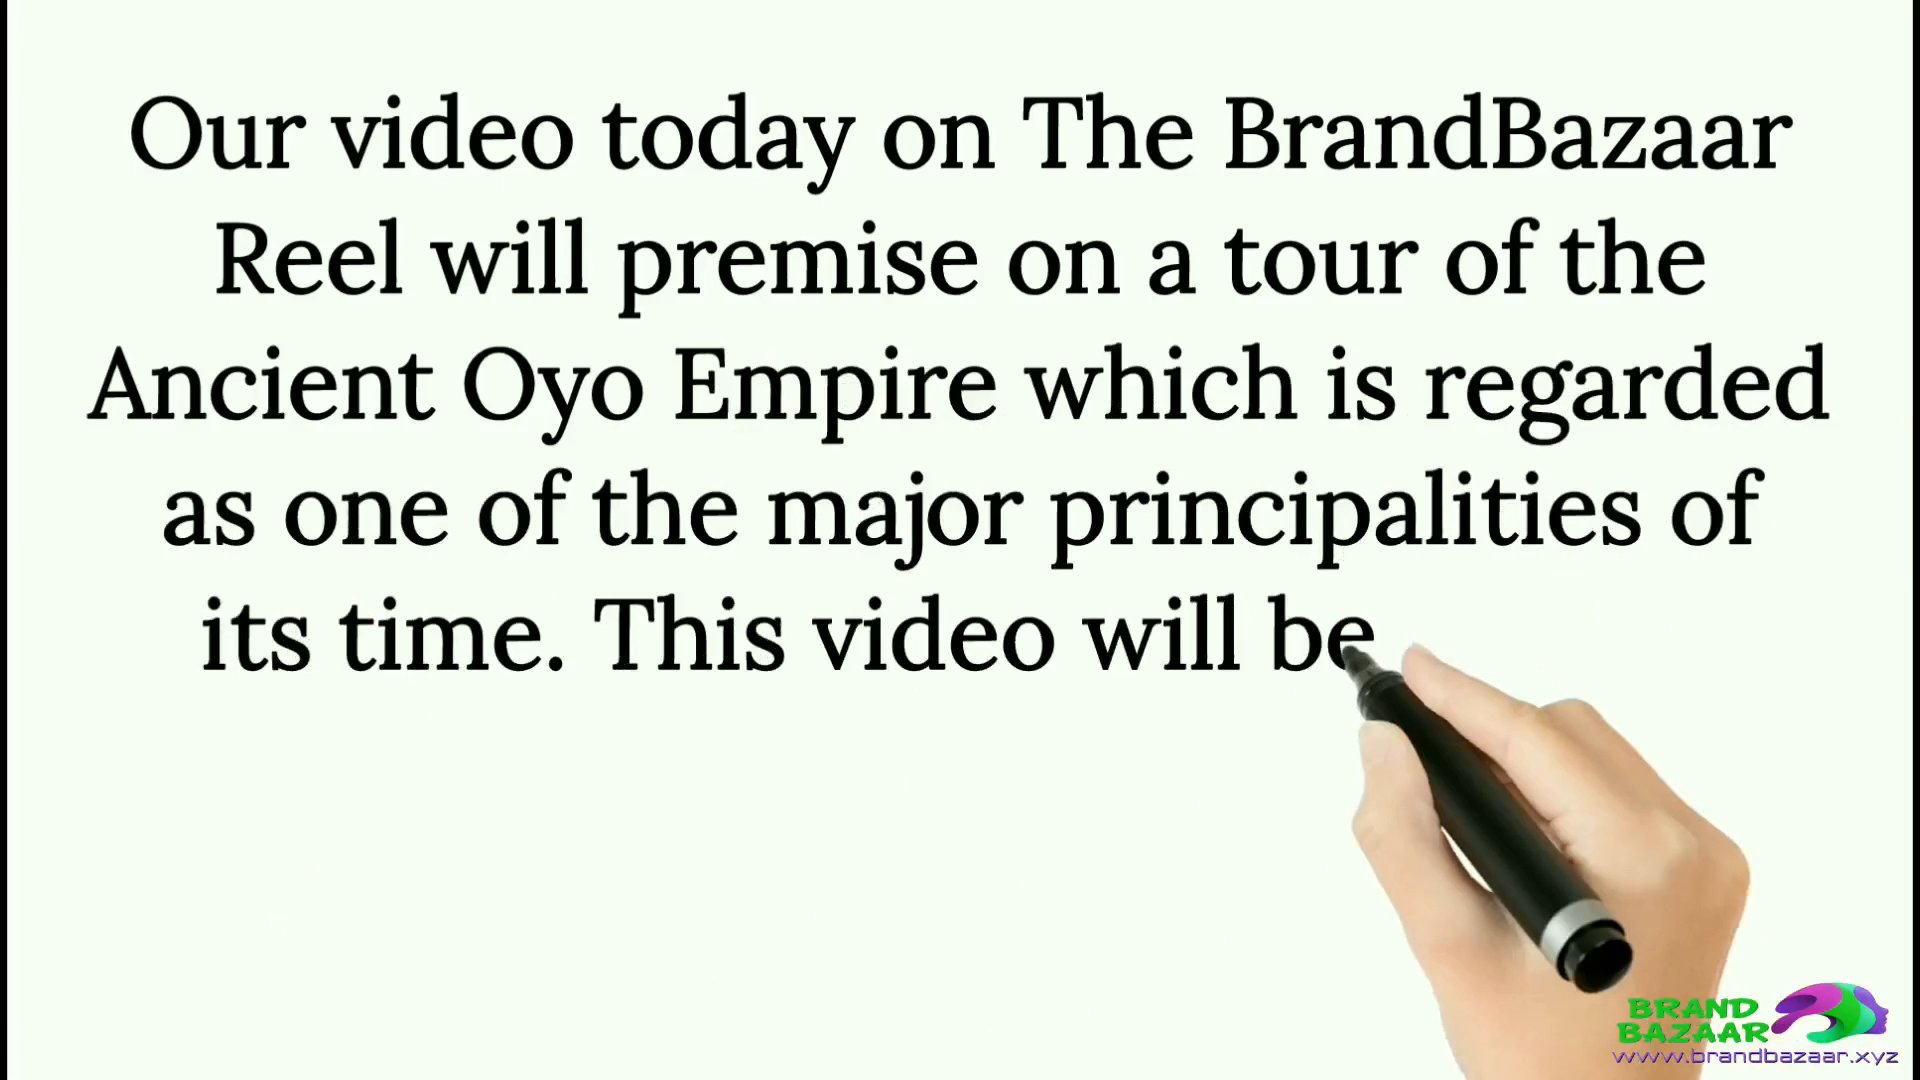 Our video today on The BrandBazaar
Reel will premise on a tour of the
Ancient Oyo Empire which is regarded
as one of the major principalities of
its time. This video will be
BRAND
BAZAAR
www.brandbazaar.xyz